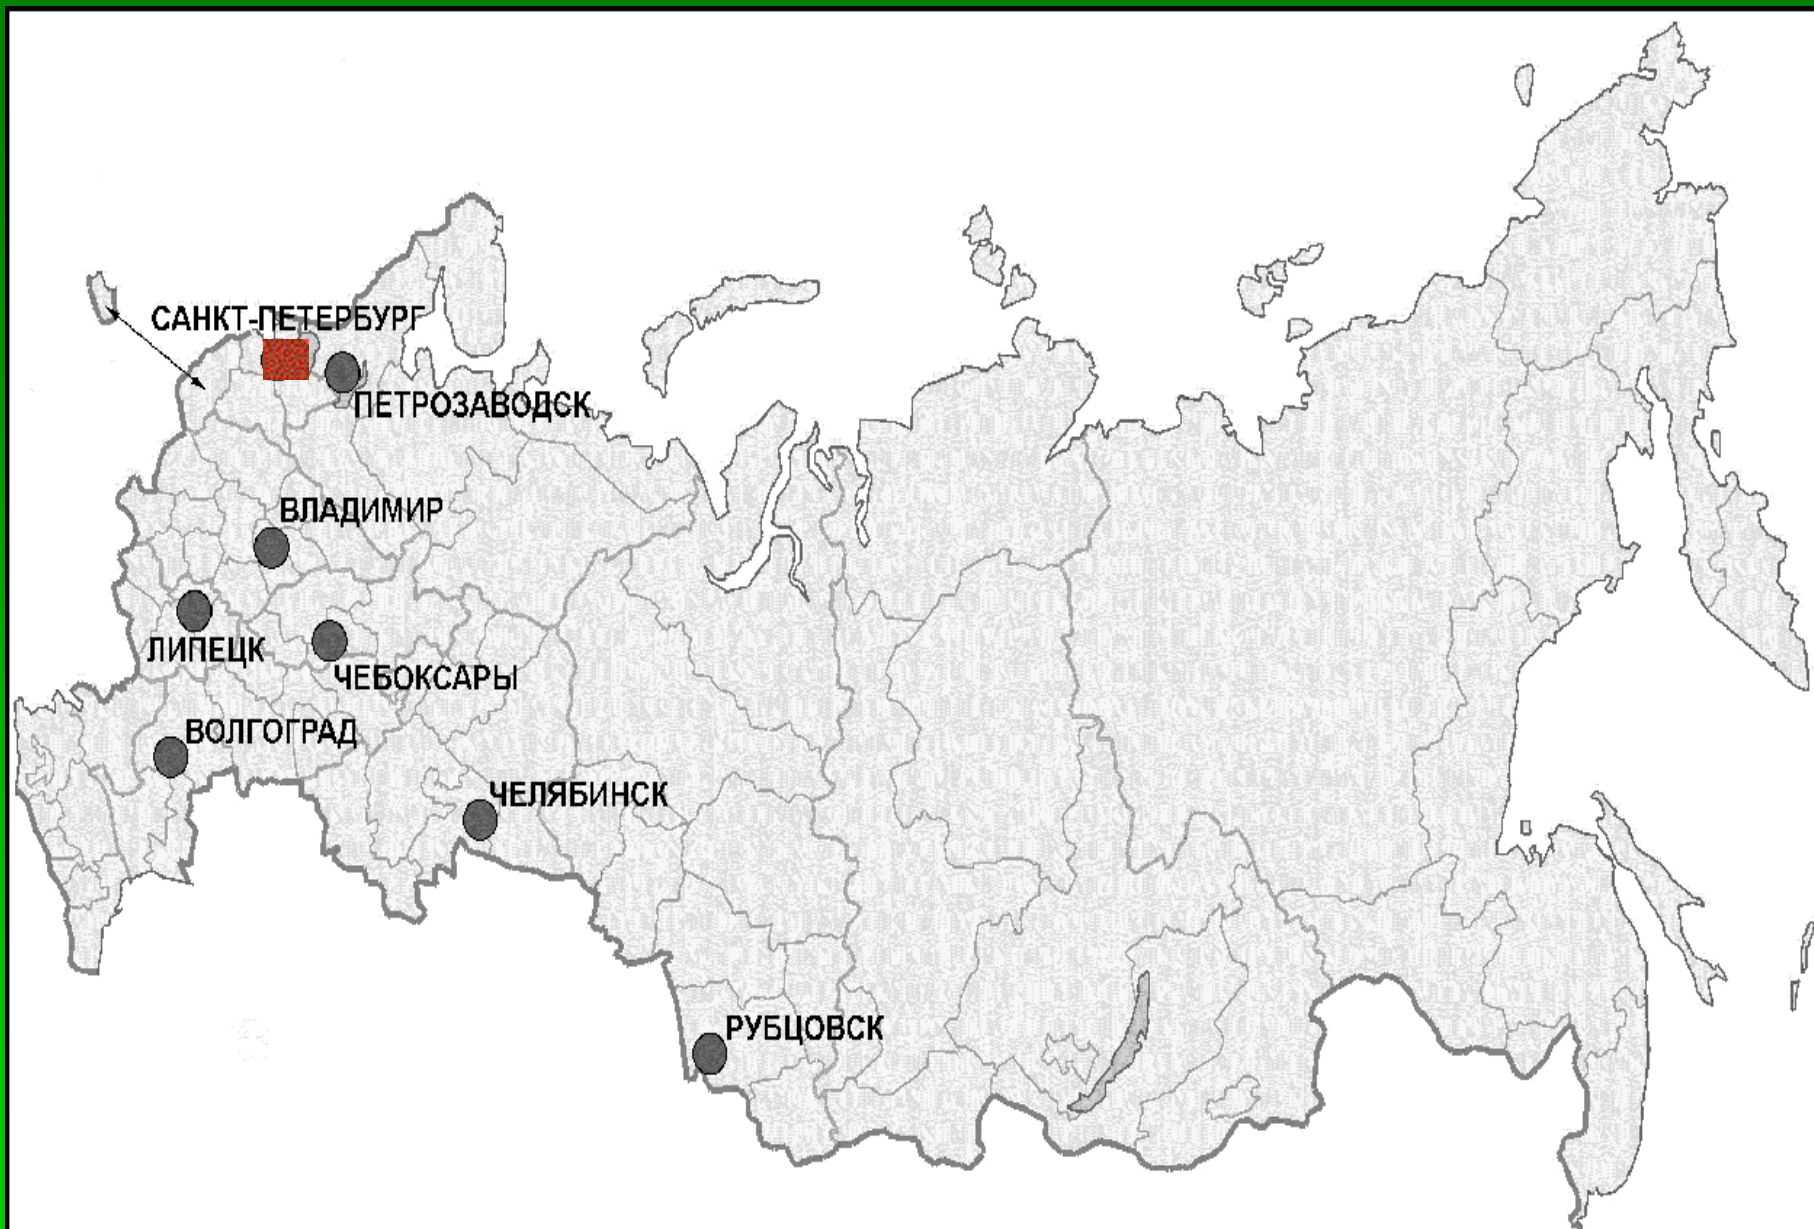 САНКТ-ПЕТЕРБУРГ
ПЕТРОЗАВОДСК
ВЛАДИМИР
ЛИПЕЦК
ЧЕБОКСАРЫ
ВОЛГОГРАД
ЧЕЛЯБИНСК
РУБЦОВСК